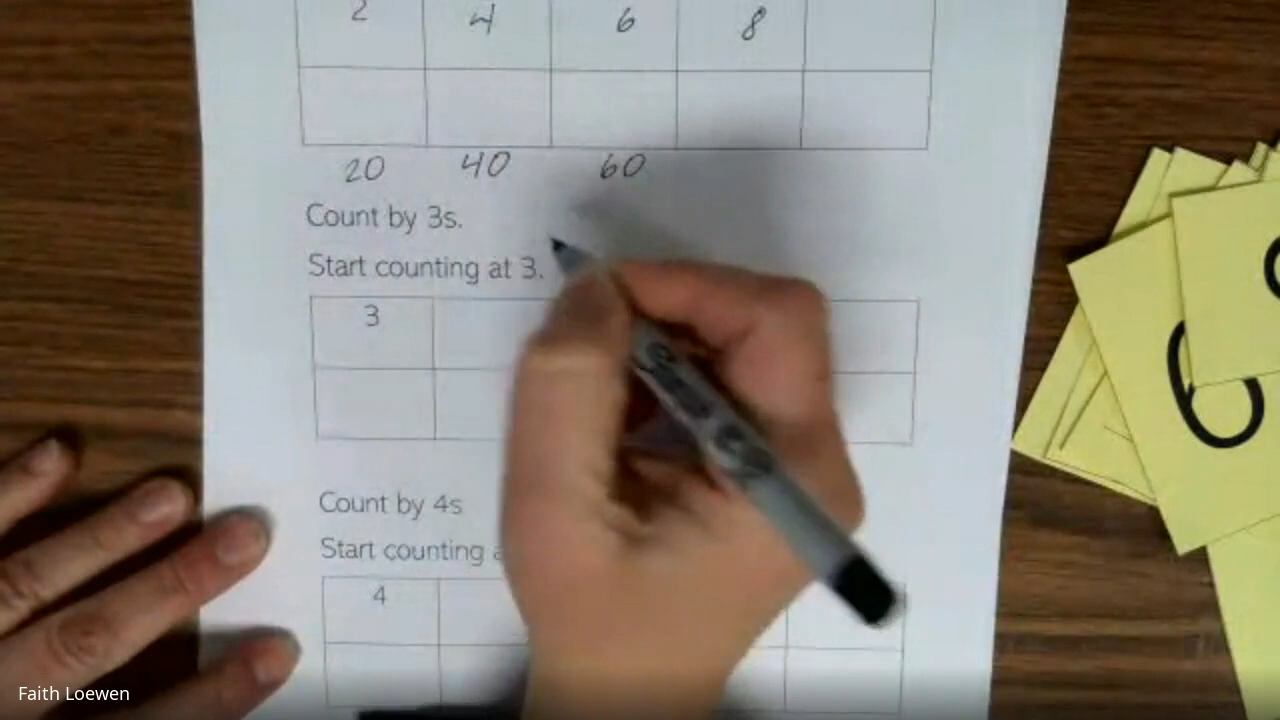 2 4 6 8
20 40 60
Count by 3s.
Start counting at 3.
3
Count by 4s
Start counting
4
6
Faith Loewen